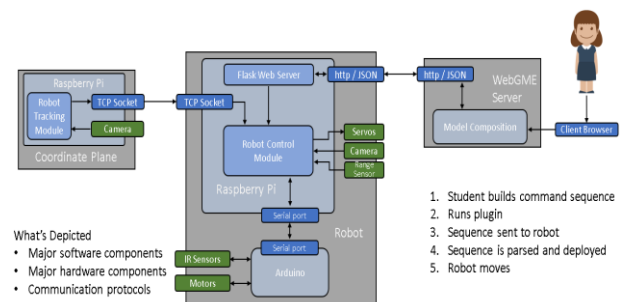 Raspberry Pi
Robot
Tracking
Module
TCP Socket
Camera
Coordinate Plane
TCP Socket
Flask Web Server
http / JSON
Robot Control
Module
Servos
Camera
Range
Sensor
Raspberry Pi
Serial port
Serial port
Robot
IR Sensors
Motors
Arduino
http / JSON
WebGME
Server
Model Composition
Client Browser
What's Depicted
• Major software components
• Major hardware components
• Communication protocols
1. Student builds command sequence
2. Runs plugin
3. Sequence sent to robot
4. Sequence is parsed and deployed
5. Robot moves